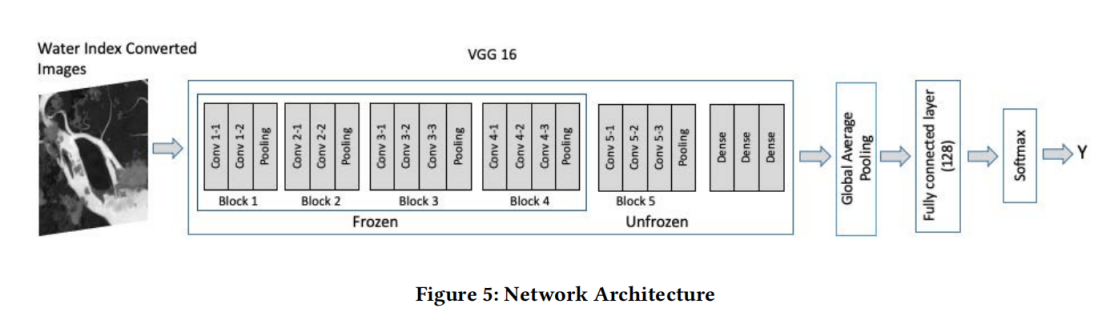 Water Index Converted
Images
VGG 16
Conv 1-1
Conv 1-2
Pooling
Conv 2-1
Conv 2-2
Pooling
Conv 3-1
Conv 3-2
Conv 3-3
Pooling
Conv 4-1
Conv 4-2
Conv 4-3
Pooling
Conv 5-1
Conv 5-2
Conv 5-3
Pooling
Dense
Dense
Dense
Block 1
Block 2
Block 3
Block 4
Block 5
Frozen
Unfrozen
Global Average
Pooling
Fully connected layer
(128)
Softmax
Y
Figure 5: Network Architecture